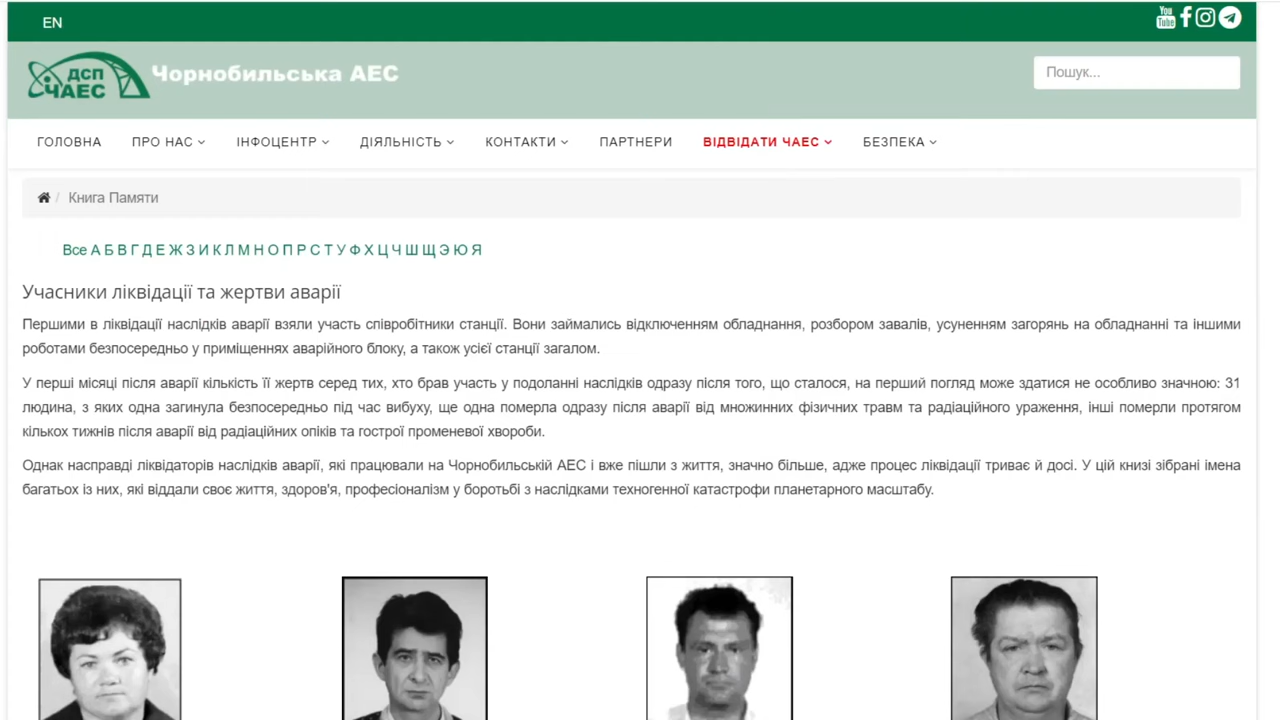 EN
You
Tube
ДСП
ЧАЕС
Чорнобильська АЕС
Пошук...
ГОЛОВНА ПРО НАС ІНФОЦЕНТР ДІЯЛЬНІСТЬ КОНТАКТИ ПАРТНЕРИ ВІДВІДАТИ ЧАЕС БЕЗПЕКА
/ Книга Памяти
Все А Б В Г Д Е Ж З И К Л М Н О П Р С Т У Ф Х Ц Ч Ш Щ Э Ю Я
Учасники ліквідації та жертви аварії
Першими в ліквідації наслідків аварії взяли участь співробітники станції. Вони займались відключенням обладнання, розбором завалів, усуненням загорянь на обладнанні та іншими
роботами безпосередньо у приміщеннях аварійного блоку, а також усієї станції загалом.
У перші місяці після аварії кількість її жертв серед тих, хто брав участь у подоланні наслідків одразу після того, що сталося, на перший погляд може здатися не особливо значною: 31
людина, з яких одна загинула безпосередньо під час вибуху, ще одна померла одразу після аварії від множинних фізичних травм та радіаційного ураження, інші померли протягом
кількох тижнів після аварії від радіаційних опіків та гострої променевої хвороби.
Однак насправді ліквідаторів наслідків аварії, які працювали на Чорнобильській АЕС і вже пішли з життя, значно більше, адже процес ліквідації триває й досі. У цій книзі зібрані імена
багатьох із них, які віддали своє життя, здоров'я, професіоналізм у боротьбі з наслідками техногенної катастрофи планетарного масштабу.